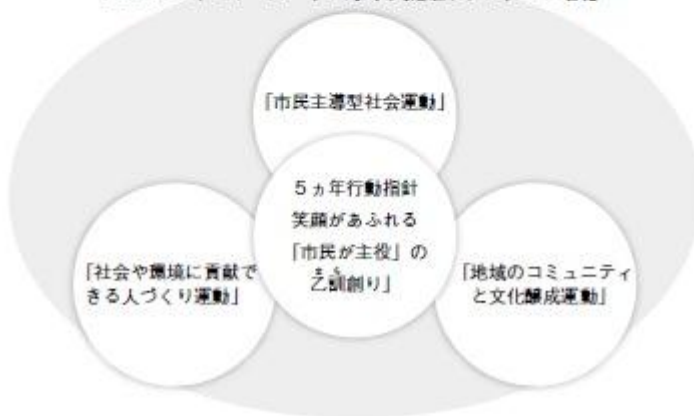 「市民主導型社会運動」
5ヵ年行動指針
笑顔があふれる
「市民が主役」の
乙訓創り」
「社会や環境に貢献で
きる人づくり運動」
「地域のコミュニティ
と文化醸成運動」